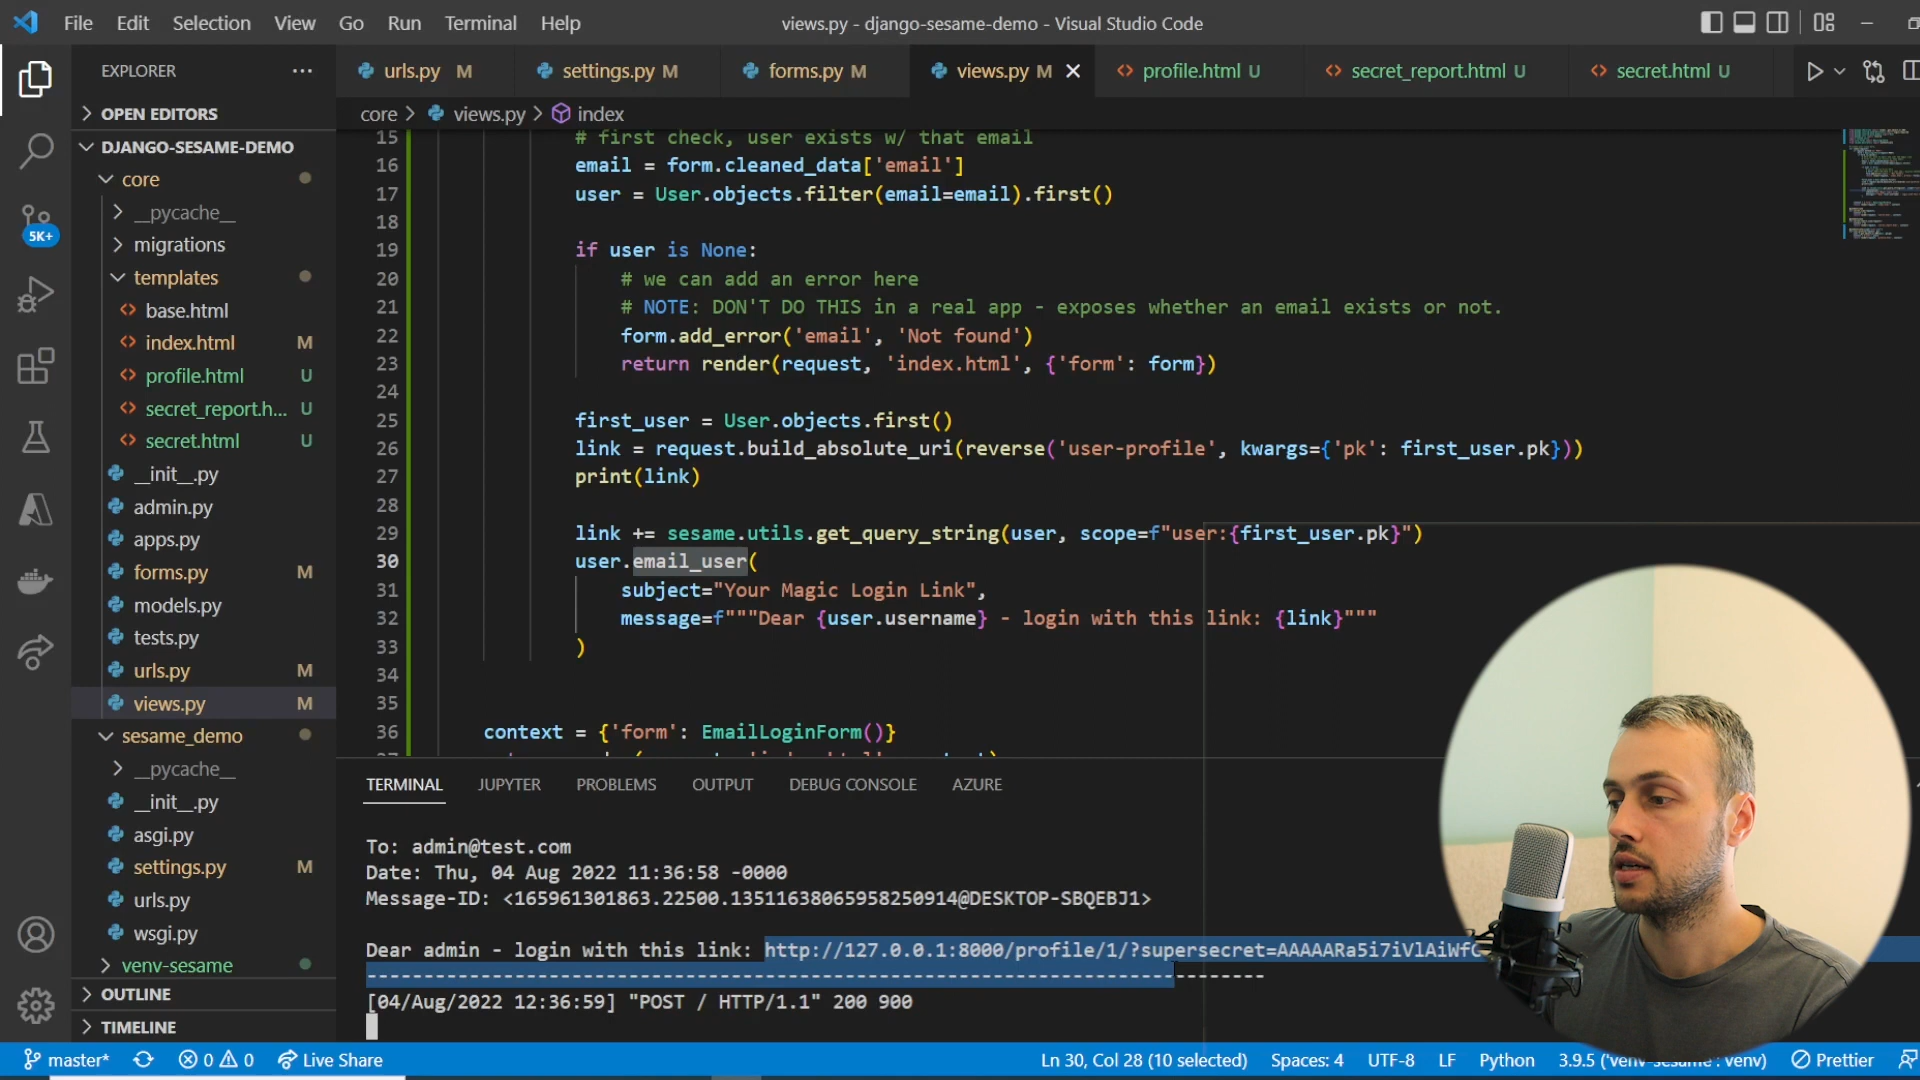 File Edit Selection View Go Run Terminal Help
views.py - django-sesame-demo - Visual Studio Code
EXPLORER
urls.py M
settings.py M
forms.py M
views.py M
profile.html U
secret_report.html U
secret.html U
OPEN EDITORS
core > views.py > index
DJANGO-SESAME-DEMO
core
__pycache__
migrations
templates
base.html
index.html M
profile.html U
secret_report.h... U
secret.html U
__init__.py
admin.py
apps.py
forms.py M
models.py
tests.py
urls.py M
views.py M
sesame_demo
__pycache__
__init__.py
asgi.py
settings.py M
urls.py
wsgi.py
venv-sesame
OUTLINE
TIMELINE
5K+
15 # first check, user exists w/ that email
16 email = form.cleaned_data['email']
17 user = User.objects.filter(email=email).first()
18
19 if user is None:
20 # we can add an error here
21 # NOTE: DON'T DO THIS in a real app - exposes whether an email exists or not.
22 form.add_error('email', 'Not found')
23 return render(request, 'index.html', {'form': form})
24
25 first_user = User.objects.first()
26 link = request.build_absolute_uri(reverse('user-profile', kwargs={'pk': first_user.pk}))
27 print(link)
28
29 link += sesame.utils.get_query_string(user, scope=f"user:{first_user.pk}")
30 user.email_user(
31 subject="Your Magic Login Link",
32 message=f"""Dear {user.username} - login with this link: {link}"""
33 )
34
35
36 context = {'form': EmailLoginForm()}
TERMINAL JUPYTER PROBLEMS OUTPUT DEBUG CONSOLE AZURE
To: admin@test.com
Date: Thu, 04 Aug 2022 11:36:58 -0000
Message-ID: <165961301863.22500.13511638065958250914@DESKTOP-SBQEBJ1>
Dear admin - login with this link: http://127.0.0.1:8000/profile/1/?supersecret=AAAAARa5i7iVlAiWf
-------------------------------------------------------------------------------
[04/Aug/2022 12:36:59] "POST / HTTP/1.1" 200 900
master* 0 0 Live Share
Ln 30, Col 28 (10 selected) Spaces: 4 UTF-8 LF Python 3.9.5 ('venv-sesame': venv) Prettier